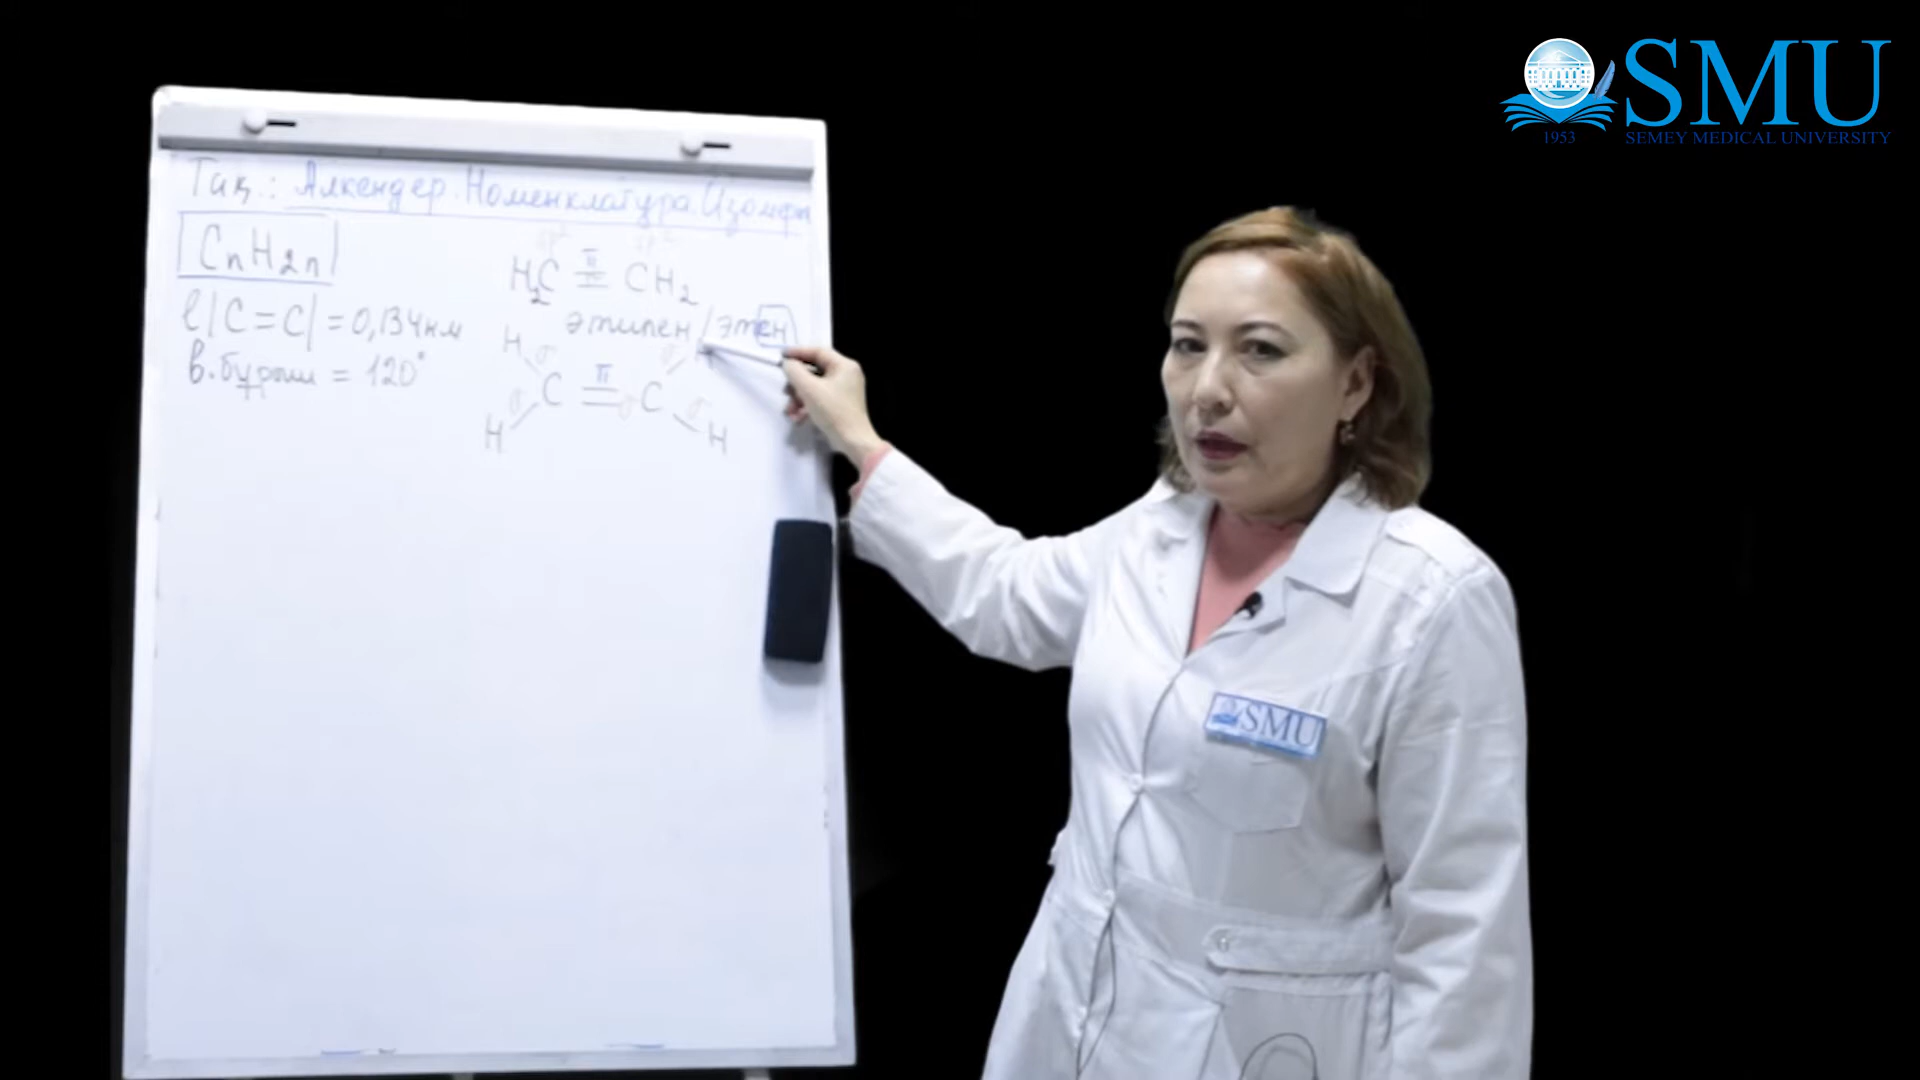 Тақ.: Алкендер. Номенклатура. Изомерия
CnH2n
ℓ|C=C| = 0,134нм
в.бұрыш = 120°
π
H2C = CH2
этилен/этен
H σ σ
π
C = C
σ σ σ
H H
SMU
1953 SEMEY MEDICAL UNIVERSITY
SMU